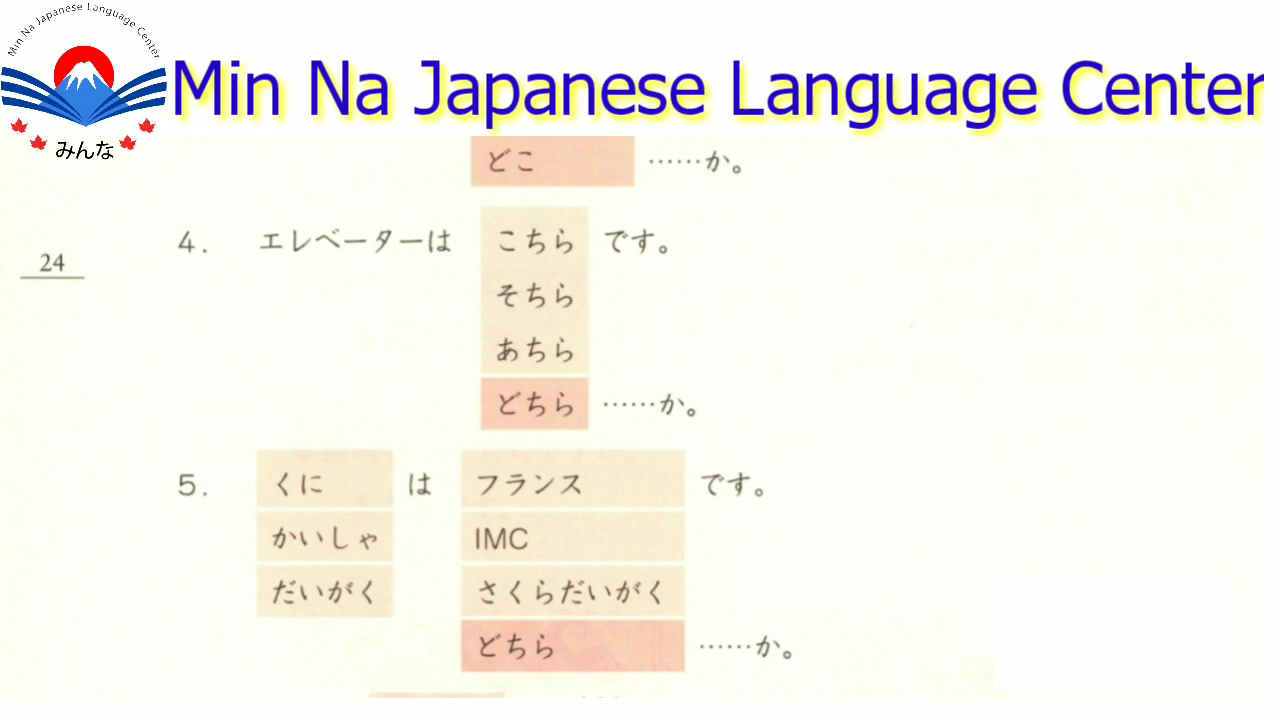 Min Na Japanese Language Center
Min Na Japanese Language Center
みんな
どこ ……か。
24
4. エレベーターは こちら です。
そちら
あちら
どちら ……か。
5. くに は フランス です。
かいしゃ IMC
だいがく さくらだいがく
どちら ……か。